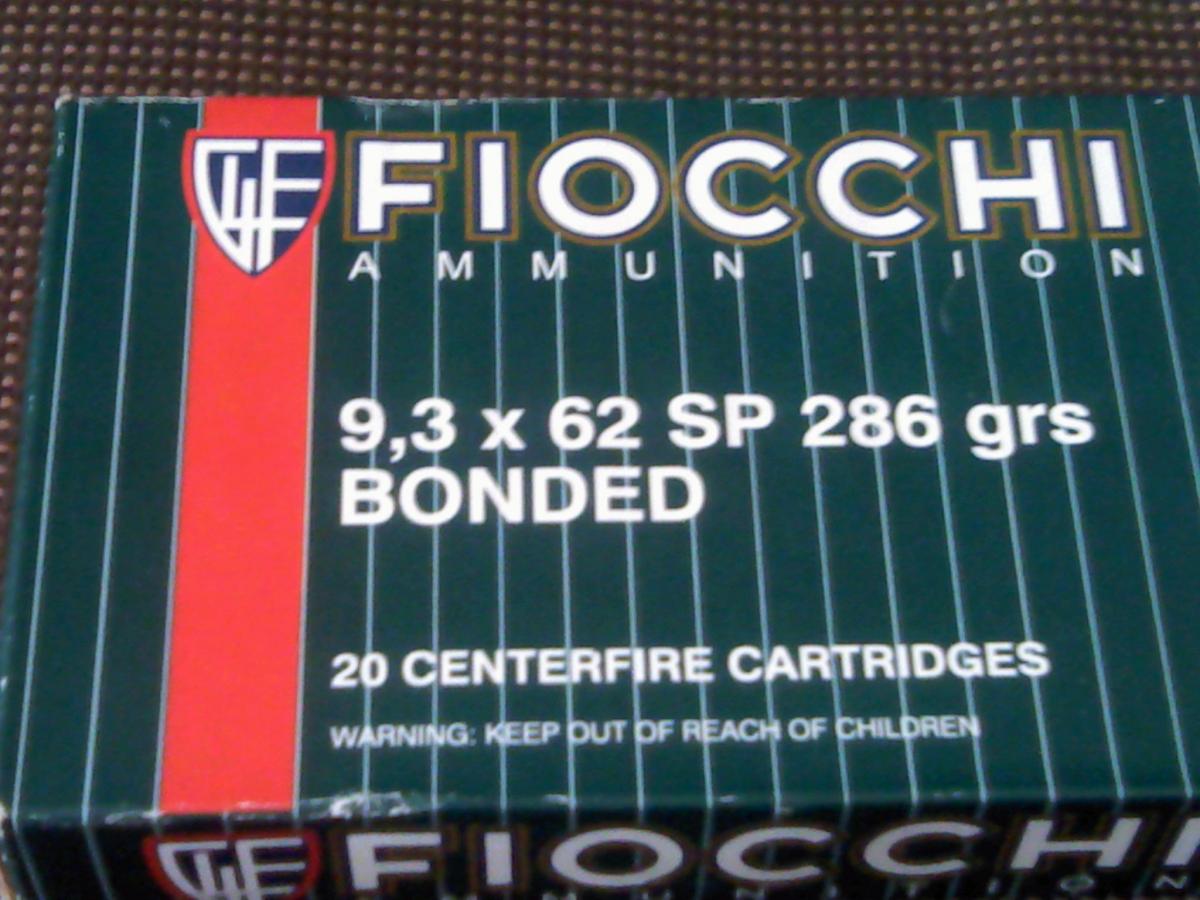 GFL
FIOCCHI
AMMUNITION
9,3 x 62 SP 286 grs
BONDED
20 CENTERFIRE CARTRIDGES
WARNING: KEEP OUT OF REACH OF CHILDREN
FIOCCHI